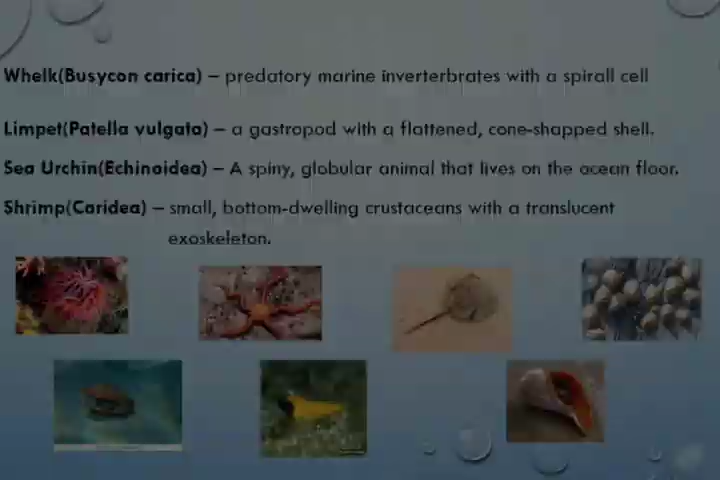 Whelk(Busycon carica) – predatory marine inverterbrates with a spirall cell
Limpet(Patella vulgata) – a gastropod with a flattened, cone-shapped shell.
Sea Urchin(Echinoidea) – A spiny, globular animal that lives on the ocean floor.
Shrimp(Caridea) – small, bottom-dwelling crustaceans with a translucent
exoskeleton.